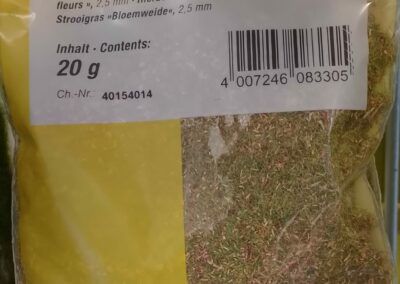 fleurs », 2,5 mm ·
Strooigras »Bloemweide«, 2,5 mm
Inhalt · Contents:
20 g
Ch.-Nr.: 40154014
4 007246 083305